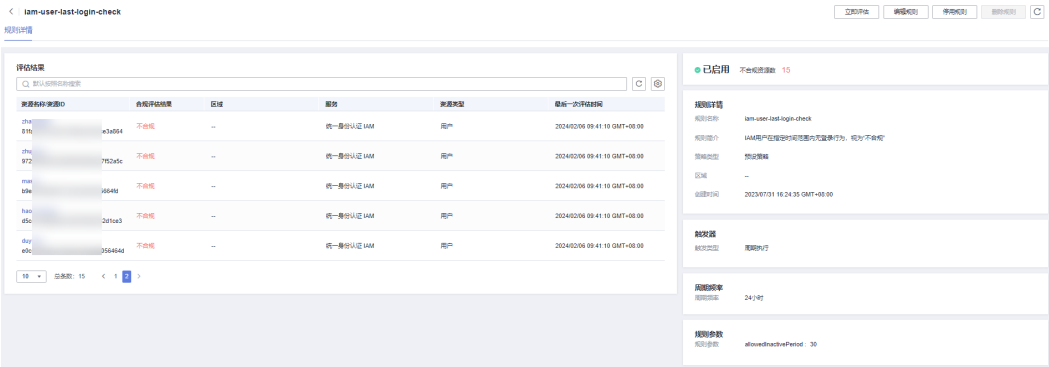 iam-user-last-login-check
立即评估 编辑规则 停用规则 删除规则
规则详情
评估结果
默认按照名称搜索
资源名称/资源ID 合规评估结果 区域 服务 资源类型 最后一次评估时间
zha
81fb e3a864 不合规 -- 统一身份认证 IAM 用户 2024/02/06 09:41:10 GMT+08:00
zhu
972 7f52a5c 不合规 -- 统一身份认证 IAM 用户 2024/02/06 09:41:10 GMT+08:00
mae
b9e 664fd 不合规 -- 统一身份认证 IAM 用户 2024/02/06 09:41:10 GMT+08:00
hao
d5c 2d1ce3 不合规 -- 统一身份认证 IAM 用户 2024/02/06 09:41:10 GMT+08:00
duy
e0c 056464d 不合规 -- 统一身份认证 IAM 用户 2024/02/06 09:41:10 GMT+08:00
10 总条数: 15 < 1 2 >
已启用 不合规资源数 15
规则详情
规则名称 iam-user-last-login-check
规则简介 IAM用户在指定时间范围内无登录行为，视为“不合规”
策略类型 预设策略
区域 --
创建时间 2023/07/31 16:24:35 GMT+08:00
触发器
触发类型 周期执行
周期频率
周期频率 24小时
规则参数
规则参数 allowedInactivePeriod : 30